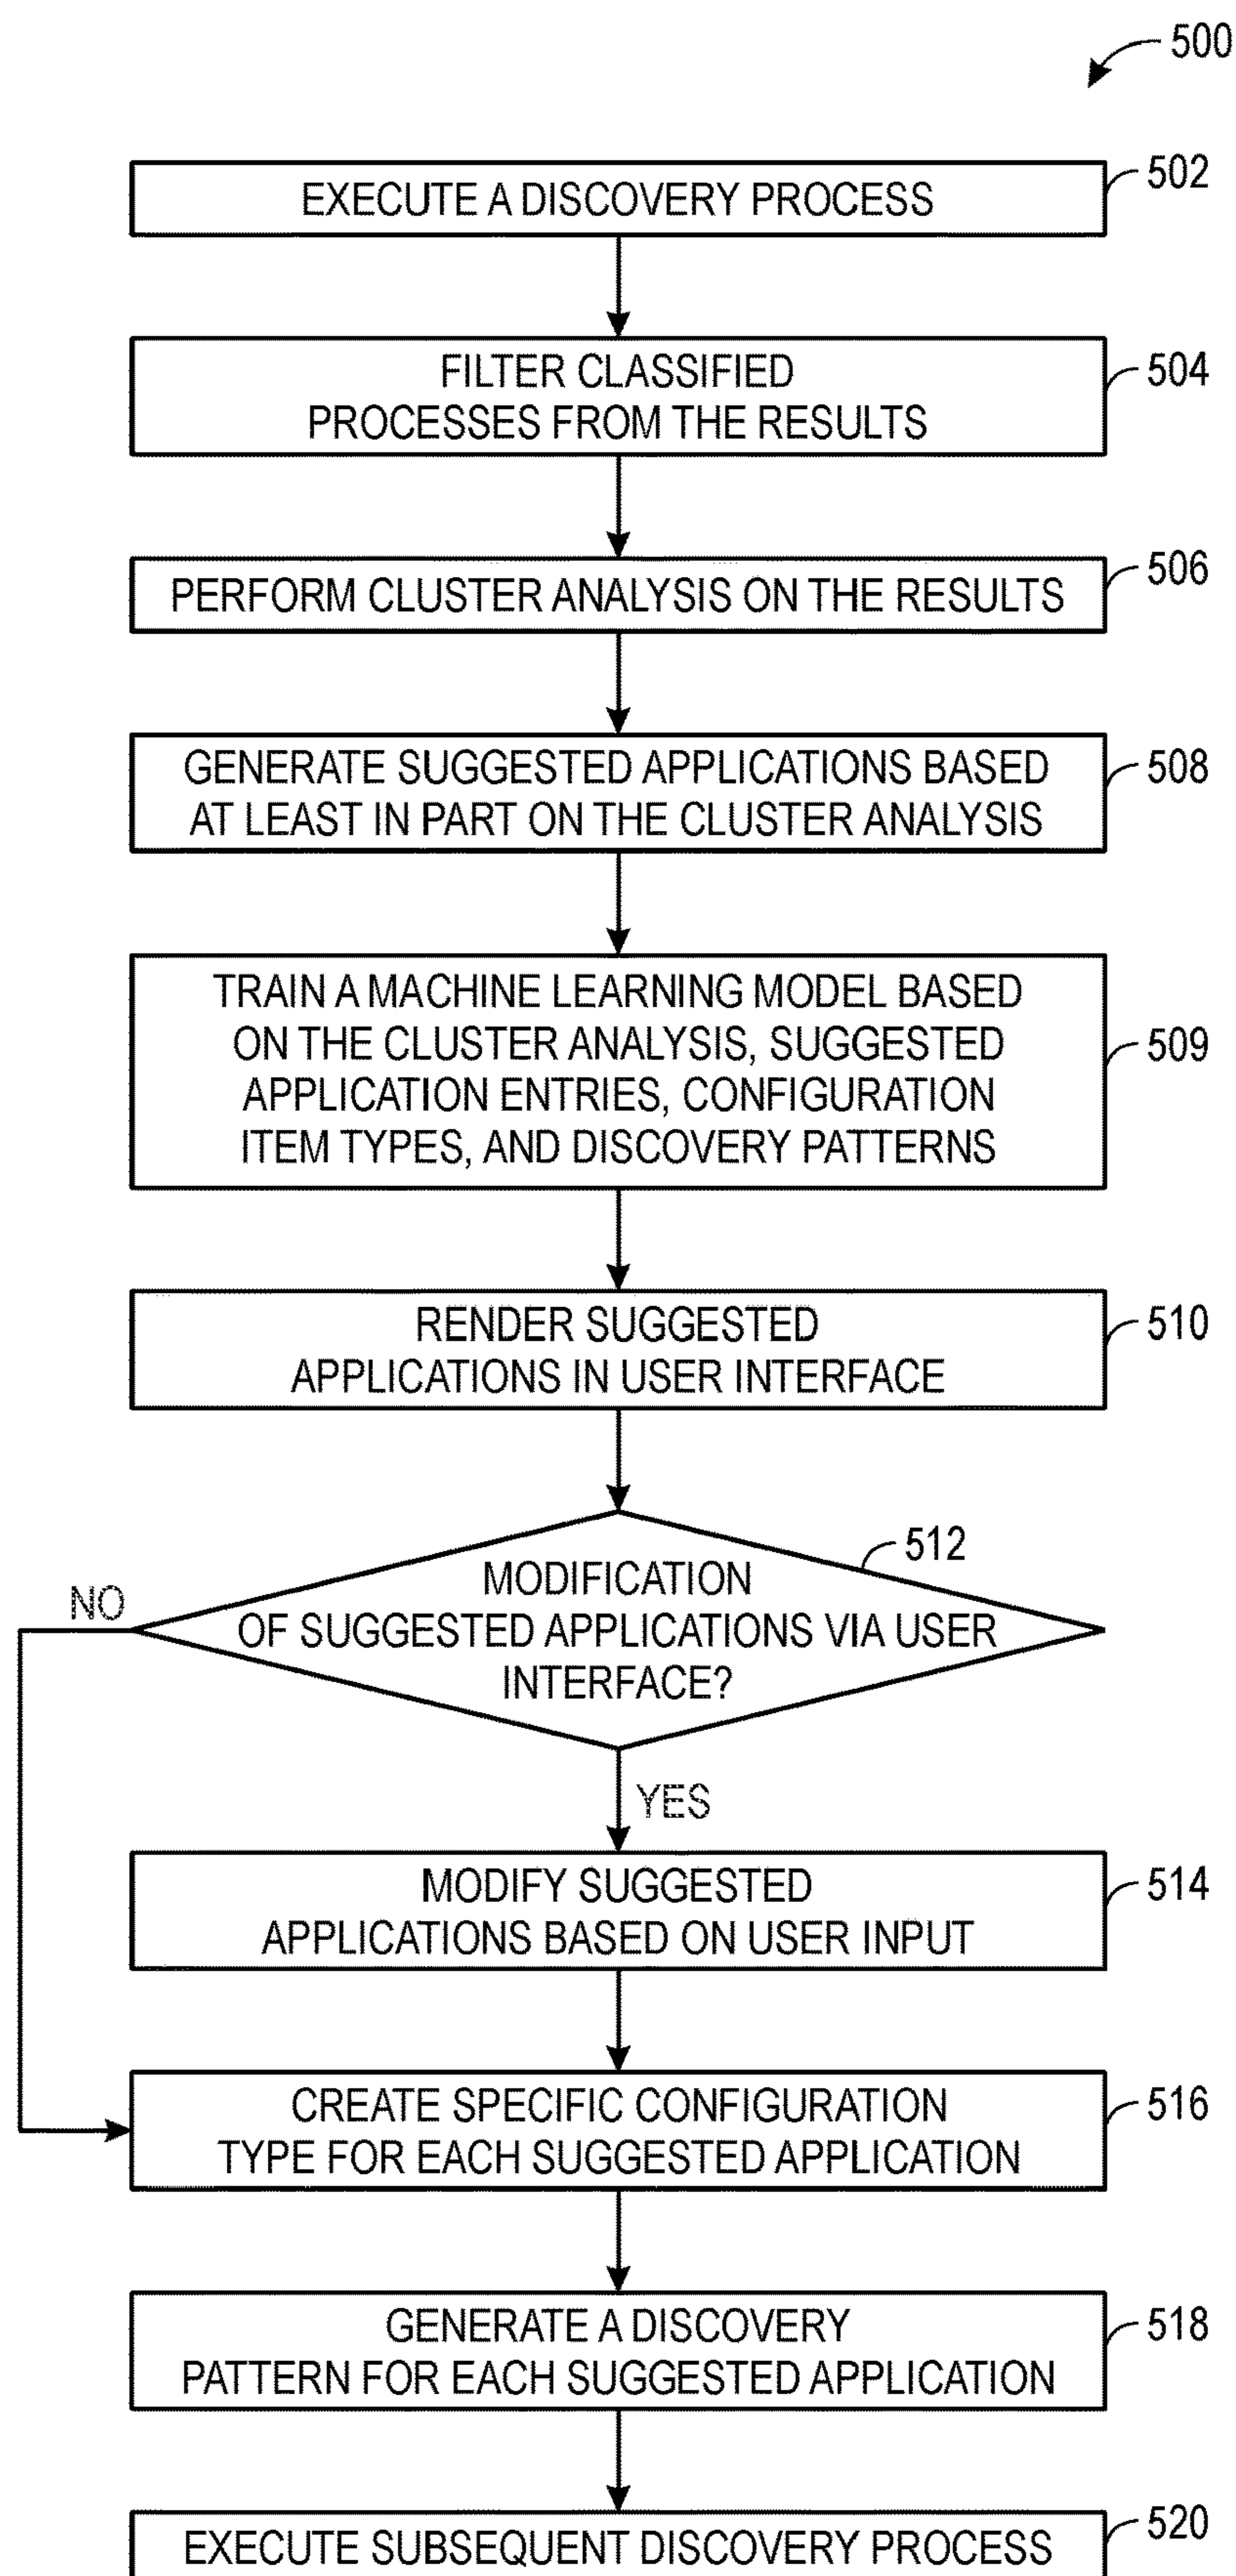 500
EXECUTE A DISCOVERY PROCESS
502
FILTER CLASSIFIED
PROCESSES FROM THE RESULTS
504
PERFORM CLUSTER ANALYSIS ON THE RESULTS
506
GENERATE SUGGESTED APPLICATIONS BASED
AT LEAST IN PART ON THE CLUSTER ANALYSIS
508
TRAIN A MACHINE LEARNING MODEL BASED
ON THE CLUSTER ANALYSIS, SUGGESTED
APPLICATION ENTRIES, CONFIGURATION
ITEM TYPES, AND DISCOVERY PATTERNS
509
RENDER SUGGESTED
APPLICATIONS IN USER INTERFACE
510
512
MODIFICATION
OF SUGGESTED APPLICATIONS VIA USER
INTERFACE?
NO
YES
MODIFY SUGGESTED
APPLICATIONS BASED ON USER INPUT
514
CREATE SPECIFIC CONFIGURATION
TYPE FOR EACH SUGGESTED APPLICATION
516
GENERATE A DISCOVERY
PATTERN FOR EACH SUGGESTED APPLICATION
518
EXECUTE SUBSEQUENT DISCOVERY PROCESS
520